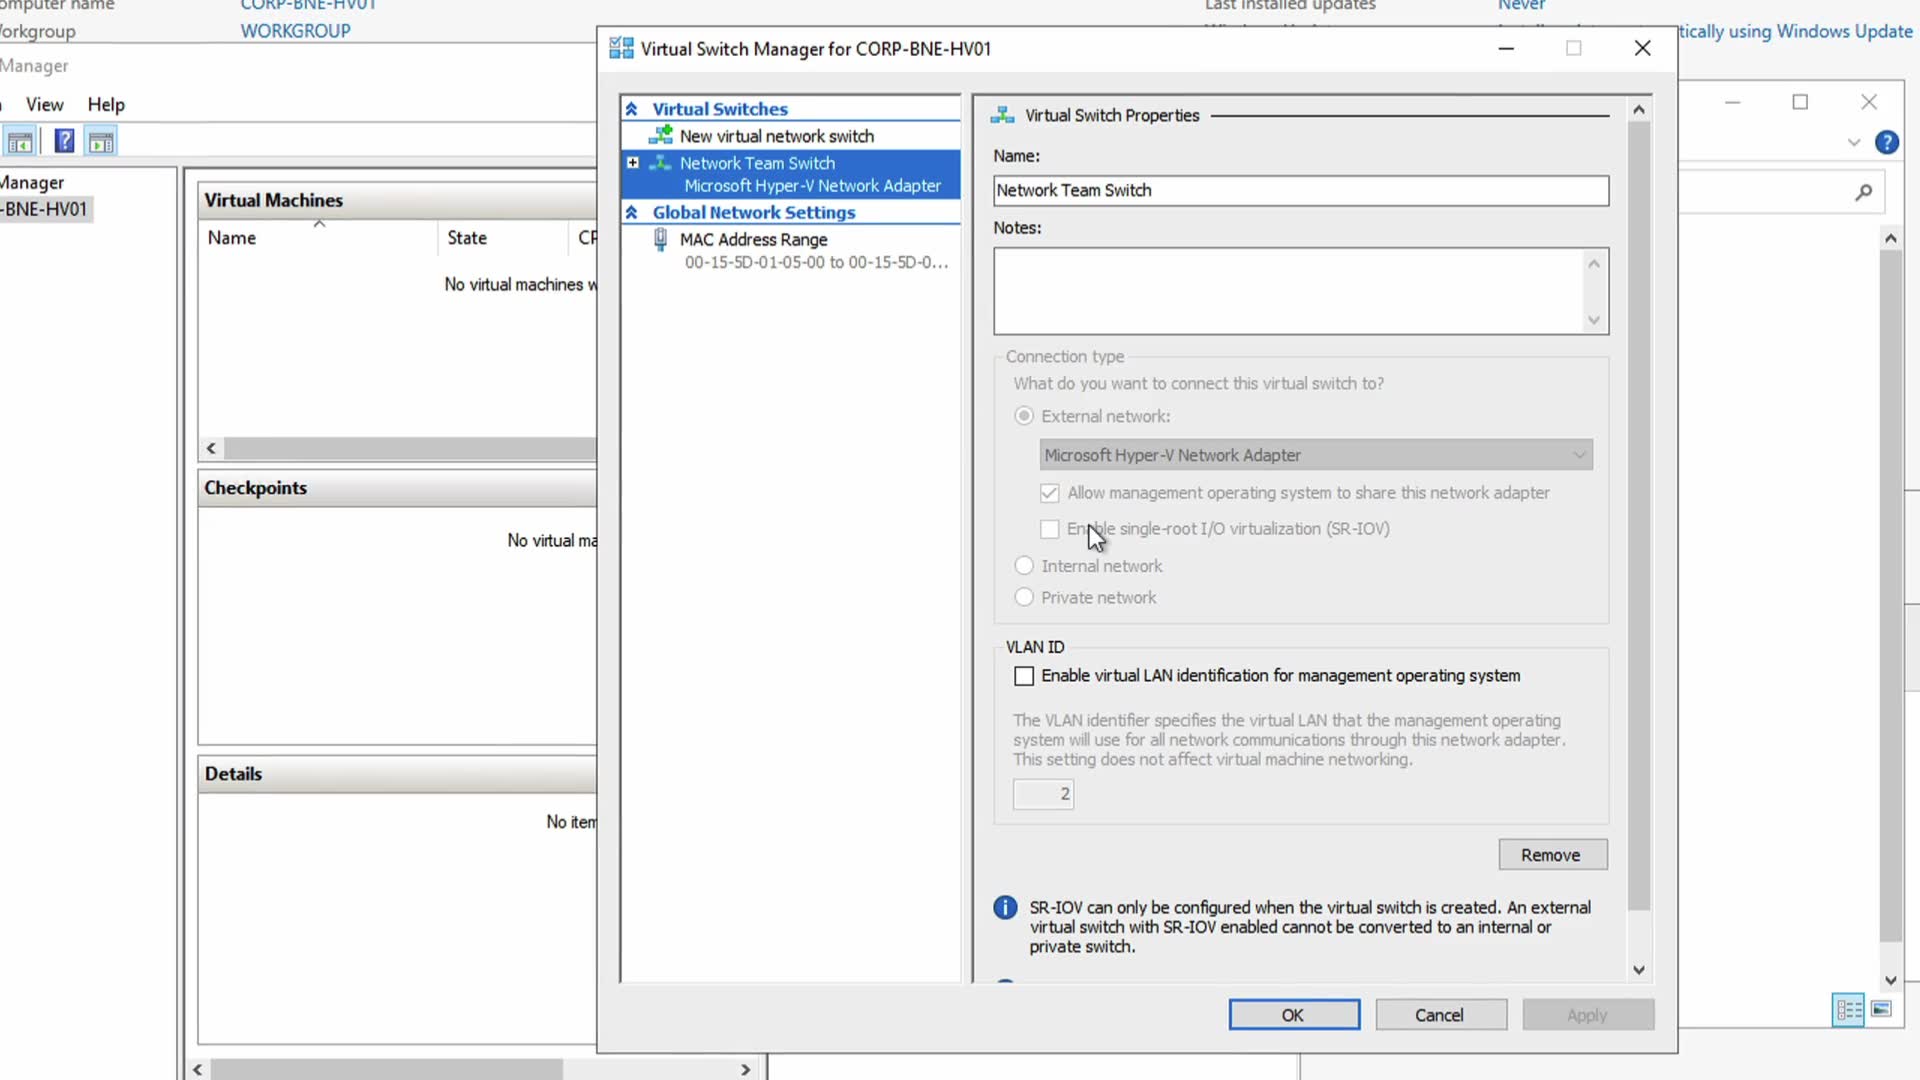 omputer name
CORP-BNE-HV01
Last installed updates
Never
orkgroup
WORKGROUP
tically using Windows Update
Manager
View
Help
Manager
-BNE-HV01
Virtual Machines
Name
State
CP
No virtual machines w
Checkpoints
No virtual ma
Details
No item
Virtual Switch Manager for CORP-BNE-HV01
Virtual Switches
New virtual network switch
Network Team Switch
Microsoft Hyper-V Network Adapter
Global Network Settings
MAC Address Range
00-15-5D-01-05-00 to 00-15-5D-0...
Virtual Switch Properties
Name:
Network Team Switch
Notes:
Connection type
What do you want to connect this virtual switch to?
External network:
Microsoft Hyper-V Network Adapter
Allow management operating system to share this network adapter
Enable single-root I/O virtualization (SR-IOV)
Internal network
Private network
VLAN ID
Enable virtual LAN identification for management operating system
The VLAN identifier specifies the virtual LAN that the management operating
system will use for all network communications through this network adapter.
This setting does not affect virtual machine networking.
2
Remove
SR-IOV can only be configured when the virtual switch is created. An external
virtual switch with SR-IOV enabled cannot be converted to an internal or
private switch.
OK
Cancel
Apply